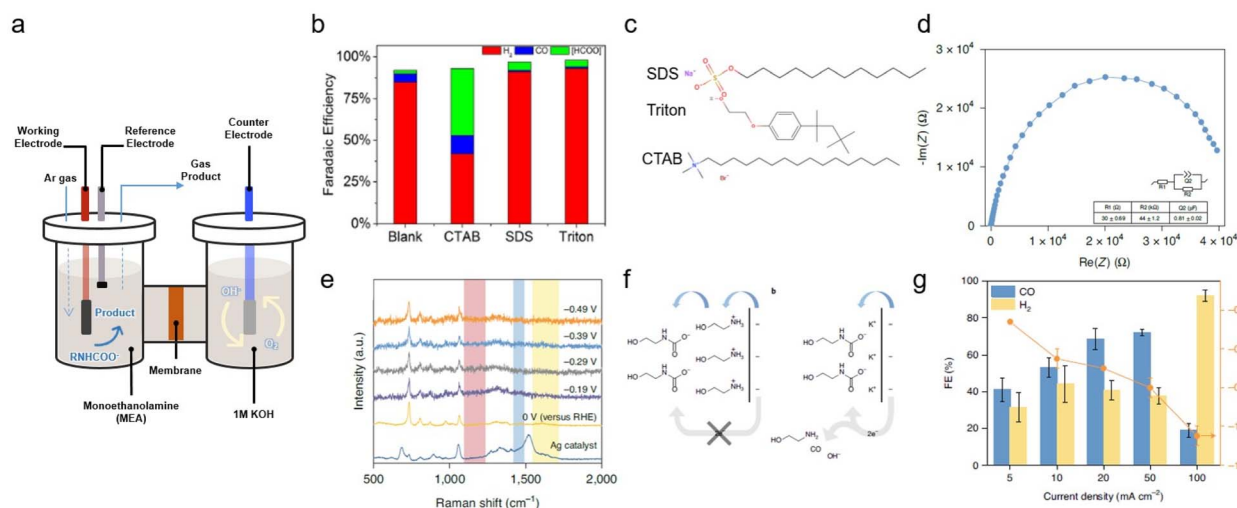 a
Working
Electrode
Reference
Electrode
Counter
Electrode
Ar gas
Gas
Product
OH⁻
Product
RNHCOO⁻
O₂
Membrane
Monoethanolamine
(MEA)
1M KOH
b
H₂ CO [HCOO]
Faradaic Efficiency
100%
75%
50%
25%
0%
Blank CTAB SDS Triton
c
SDS
Na⁺
Triton
CTAB
Br⁻
d
-Im(Z) (Ω)
3 × 10⁴
2 × 10⁴
1 × 10⁴
0
R1 Q2
R2
R1 (Ω) R2 (kΩ) Q2 (μF)
30 ± 0.69 44 ± 1.2 0.81 ± 0.02
0 1 × 10⁴ 2 × 10⁴ 3 × 10⁴ 4 × 10⁴
Re(Z) (Ω)
e
Intensity (a.u.)
−0.49 V
−0.39 V
−0.29 V
−0.19 V
0 V (versus RHE)
Ag catalyst
500 1,000 1,500 2,000
Raman shift (cm⁻¹)
f
b
2e⁻
CO
OH⁻
g
CO
H₂
FE (%)
100
80
60
40
20
0
5 10 20 50 100
Current density (mA cm⁻²)